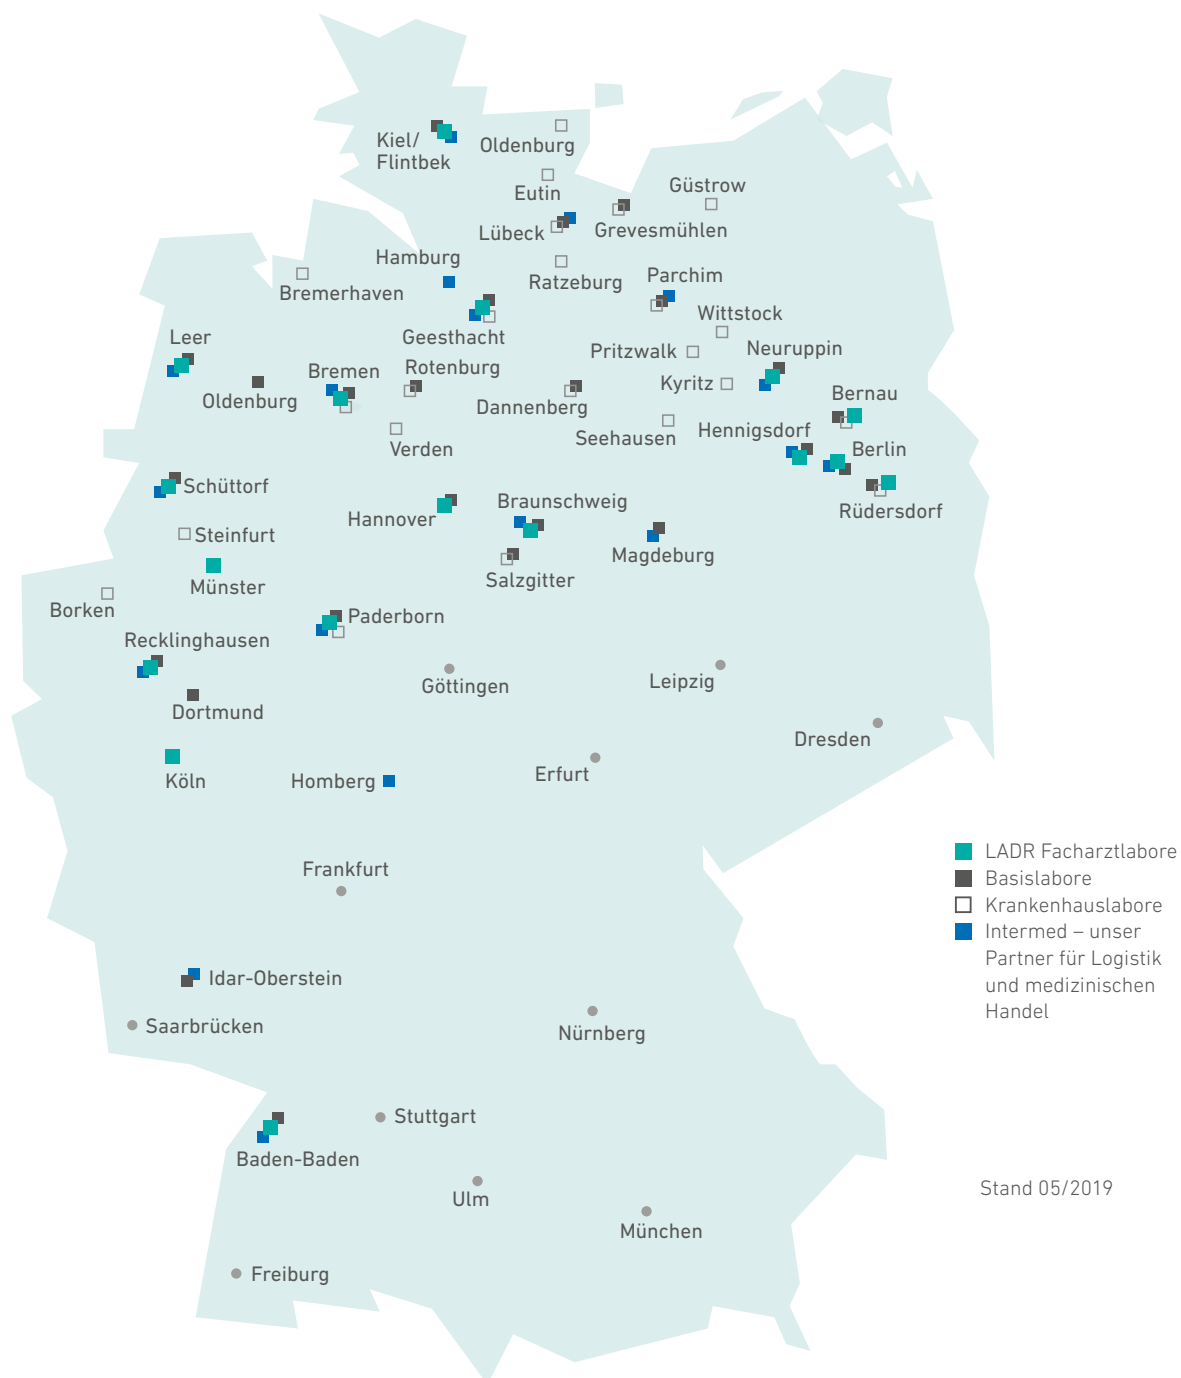 Kiel/
Flintbek
Oldenburg
Eutin
Güstrow
Lübeck
Grevesmühlen
Hamburg
Ratzeburg
Parchim
Bremerhaven
Wittstock
Leer
Geesthacht
Pritzwalk
Neuruppin
Bremen
Rotenburg
Kyritz
Oldenburg
Dannenberg
Bernau
Seehausen
Hennigsdorf
Verden
Berlin
Schüttorf
Braunschweig
Hannover
Rüdersdorf
Steinfurt
Magdeburg
Münster
Salzgitter
Borken
Paderborn
Recklinghausen
Göttingen
Leipzig
Dortmund
Dresden
Köln
Homberg
Erfurt
Frankfurt
LADR Facharztlabore
Basislabore
Krankenhauslabore
Intermed – unser
Partner für Logistik
und medizinischen
Handel
Idar-Oberstein
Saarbrücken
Nürnberg
Stuttgart
Baden-Baden
Ulm
Stand 05/2019
München
Freiburg